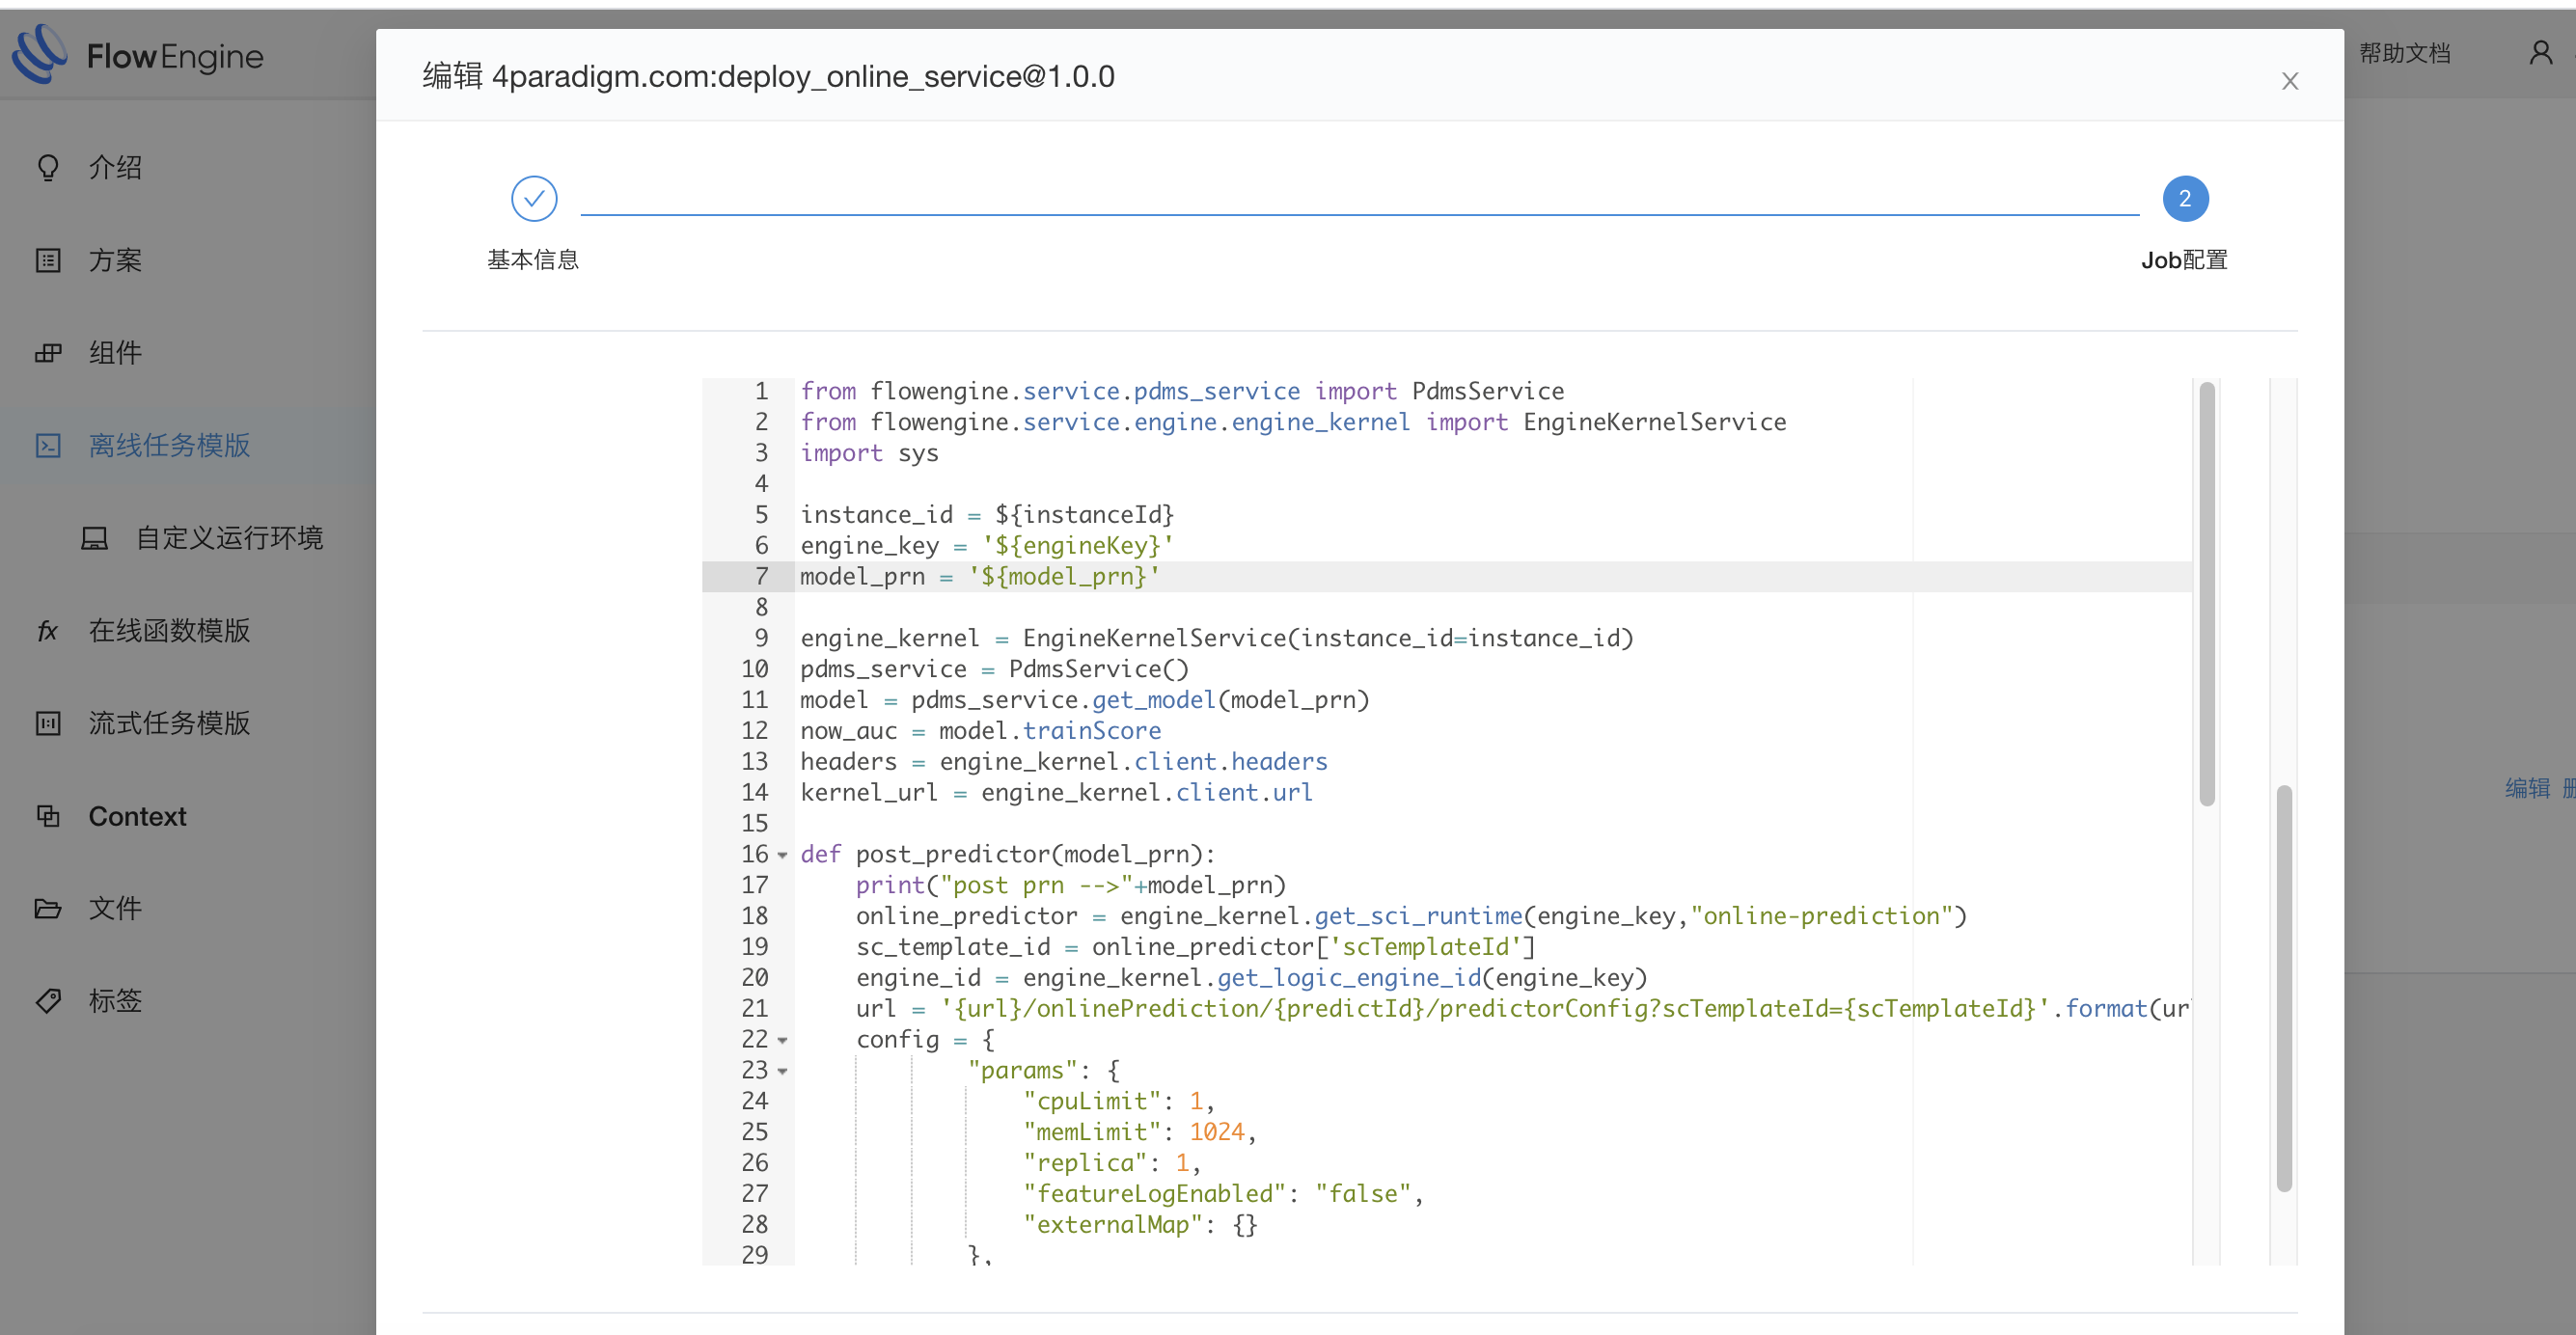 FlowEngine
帮助文档
介绍
方案
组件
离线任务模版
自定义运行环境
在线函数模版
流式任务模版
Context
文件
标签
编辑 4paradigm.com:deploy_online_service@1.0.0
基本信息
2
Job配置
1 from flowengine.service.pdms_service import PdmsService
2 from flowengine.service.engine.engine_kernel import EngineKernelService
3 import sys
4
5 instance_id = ${instanceId}
6 engine_key = '${engineKey}'
7 model_prn = '${model_prn}'
8
9 engine_kernel = EngineKernelService(instance_id=instance_id)
10 pdms_service = PdmsService()
11 model = pdms_service.get_model(model_prn)
12 now_auc = model.trainScore
13 headers = engine_kernel.client.headers
14 kernel_url = engine_kernel.client.url
15
16 def post_predictor(model_prn):
17 print("post prn -->"+model_prn)
18 online_predictor = engine_kernel.get_sci_runtime(engine_key,"online-prediction")
19 sc_template_id = online_predictor['scTemplateId']
20 engine_id = engine_kernel.get_logic_engine_id(engine_key)
21 url = '{url}/onlinePrediction/{predictId}/predictorConfig?scTemplateId={scTemplateId}'.format(ur
22 config = {
23 "params": {
24 "cpuLimit": 1,
25 "memLimit": 1024,
26 "replica": 1,
27 "featureLogEnabled": "false",
28 "externalMap": {}
29 },
编辑